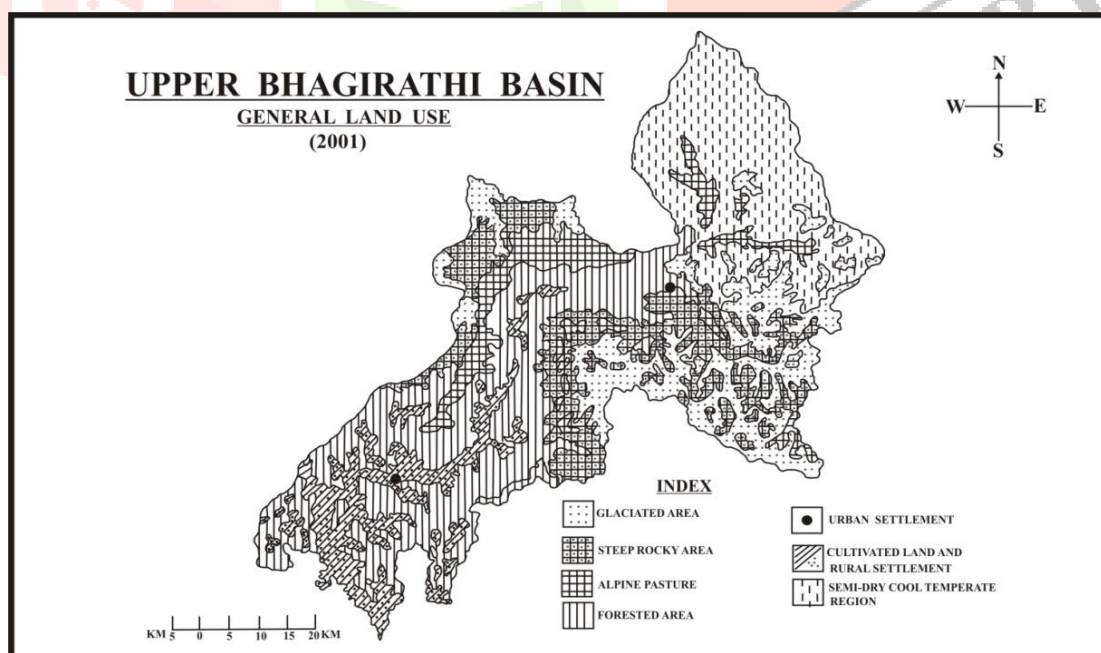 UPPER BHAGIRATHI BASIN
GENERAL LAND USE
(2001)
N
W E
S
INDEX
GLACIATED AREA
STEEP ROCKY AREA
ALPINE PASTURE
FORESTED AREA
URBAN SETTLEMENT
CULTIVATED LAND AND
RURAL SETTLEMENT
SEMI-DRY COOL TEMPERATE
REGION
KM 5 0 5 10 15 20 KM